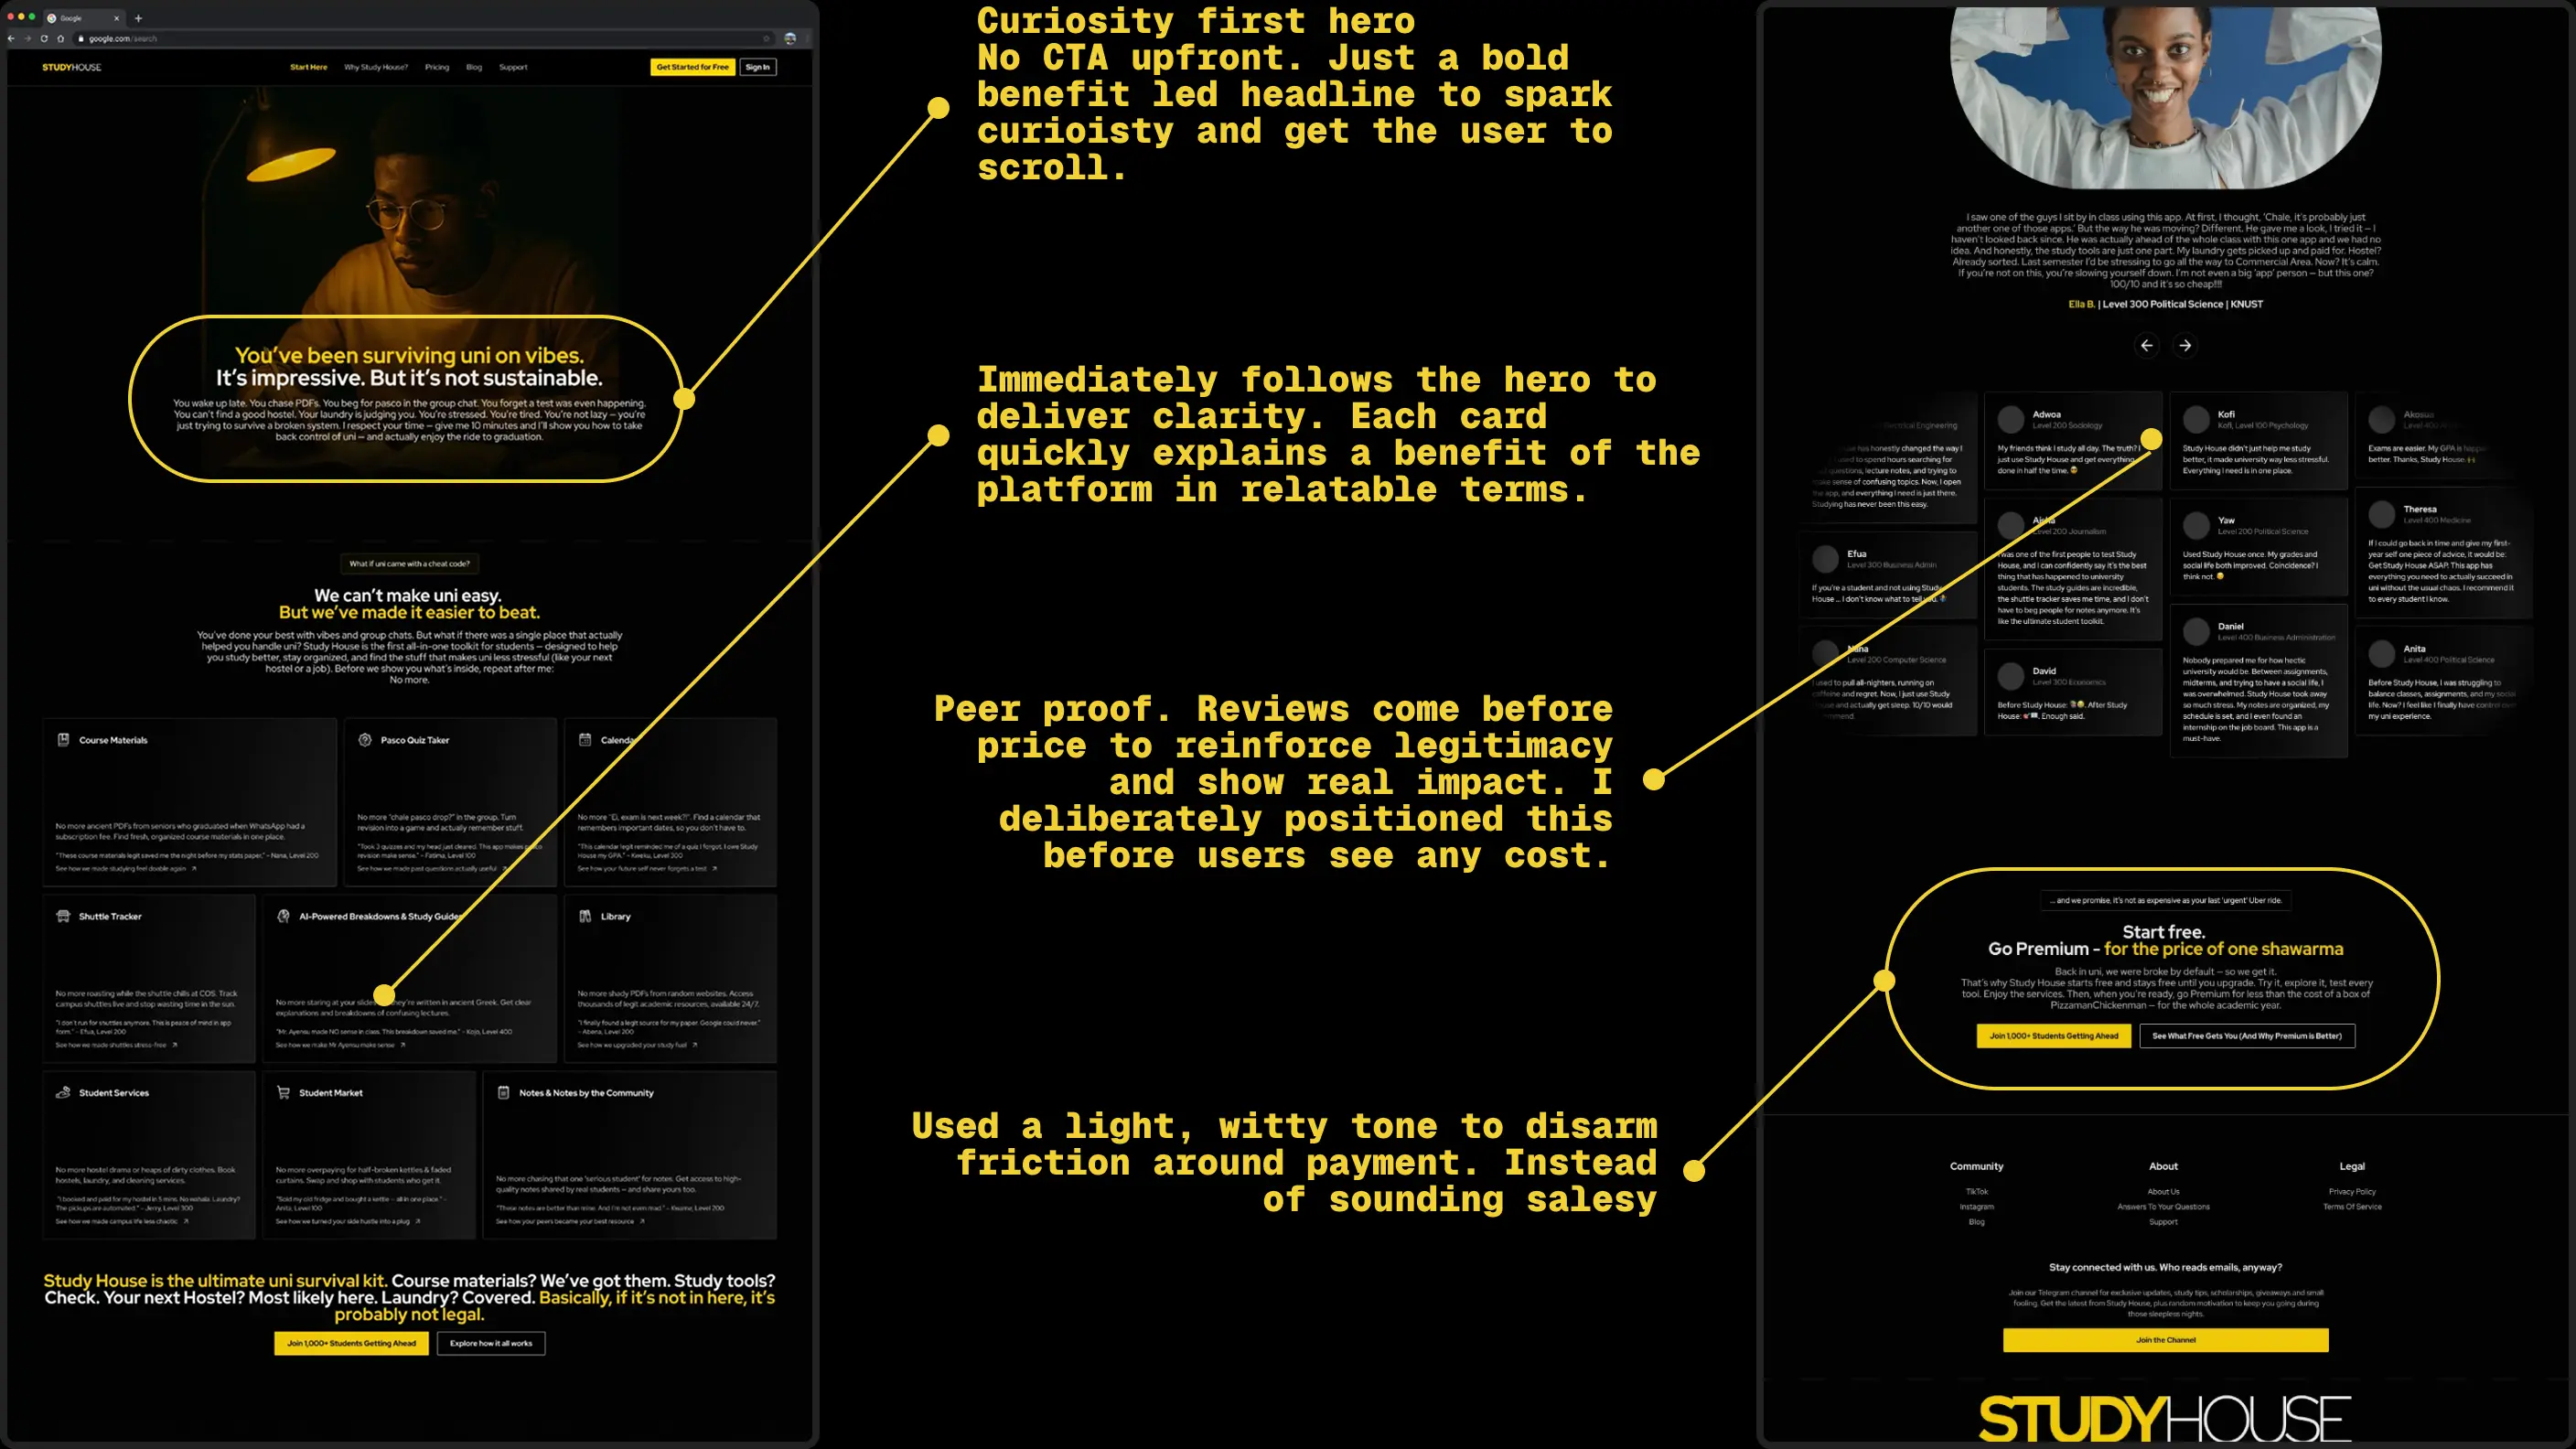 Google
google.com/search
STUDYHOUSE
Start Here
Why Study House?
Pricing
Blog
Support
Get Started for Free
Sign In
You've been surviving uni on vibes.
It's impressive. But it's not sustainable.
You wake up late. You chase PDFs. You beg for pasco in the group chat. You forget a test was even happening.
You can't find a good hostel. Your laundry is judging you. You're stressed. You're tired. You're not lazy – you're
just trying to survive a broken system. I respect your time – give me 10 minutes and I'll show you how to take
back control of uni – and actually enjoy the ride to graduation.
What if uni came with a cheat code?
We can't make uni easy.
But we've made it easier to beat.
You've done your best with vibes and group chats. But what if there was a single place that actually
helped you handle uni? Study House is the first all-in-one toolkit for students – designed to help
you study better, stay organized, and find the stuff that makes uni less stressful (like your next
hostel or a job). Before we show you what's inside, repeat after me:
No more.
Course Materials
No more ancient PDFs from seniors who graduated when WhatsApp had a
subscription fee. Find fresh, organized course materials in one place.
"These course materials legit saved me the night before my stats paper." – Nana, Level 200
See how we made studying feel doable again
Pasco Quiz Taker
No more "chale pasco drop?" in the group. Turn
revision into a game and actually remember stuff.
"Took 3 quizzes and my head just cleared. This app makes pasco
revision make sense." – Fatima, Level 100
See how we made past questions actually useful
Calendar
No more "Ei, exam is next week?!". Find a calendar that
remembers important dates, so you don't have to.
"This calendar legit reminded me of a quiz I forgot. I owe Study
House my GPA." – Kweku, Level 300
See how your future self never forgets a test
Shuttle Tracker
No more roasting while the shuttle chills at COS. Track
campus shuttles live and stop wasting time in the sun.
"I don't run for shuttles anymore. This is peace of mind in app
form." – Efua, Level 200
See how we made shuttles stress-free
AI-Powered Breakdowns & Study Guides
No more staring at your slides they're written in ancient Greek. Get clear
explanations and breakdowns of confusing lectures.
"Mr. Ayensu made NO sense in class. This breakdown saved me." – Kojo, Level 400
See how we make Mr Ayensu make sense
Library
No more shady PDFs from random websites. Access
thousands of legit academic resources, available 24/7.
"I finally found a legit source for my paper. Google could never."
– Abena, Level 200
See how we upgraded your study fuel
Student Services
No more hostel drama or heaps of dirty clothes. Book
hostels, laundry, and cleaning services.
"I booked and paid for my hostel in 5 mins. No wahala. Laundry?
The pickups are automated." – Jerry, Level 300
See how we made campus life less chaotic
Student Market
No more overpaying for half-broken kettles & faded
curtains. Swap and shop with students who get it.
"Sold my old fridge and bought a kettle – all in one place." –
Anita, Level 100
See how we turned your side hustle into a plug
Notes & Notes by the Community
No more chasing that one 'serious student' for notes. Get access to high-
quality notes shared by real students – and share yours too.
"These notes are better than mine. And I'm not even mad." – Kwame, Level 200
See how your peers became your best resource
Study House is the ultimate uni survival kit. Course materials? We've got them. Study tools?
Check. Your next Hostel? Most likely here. Laundry? Covered. Basically, if it's not in here, it's
probably not legal.
Join 1,000+ Students Getting Ahead
Explore how it all works
Curiosity first hero
No CTA upfront. Just a bold
benefit led headline to spark
curioisty and get the user to
scroll.
Immediately follows the hero to
deliver clarity. Each card
quickly explains a benefit of the
platform in relatable terms.
Peer proof. Reviews come before
price to reinforce legitimacy
and show real impact. I
deliberately positioned this
before users see any cost.
Used a light, witty tone to disarm
friction around payment. Instead
of sounding salesy
I saw one of the guys I sit by in class using this app. At first, I thought, 'Chale, it's probably just
another one of those apps.' But the way he was moving? Different. He gave me a look, I tried it – I
haven't looked back since. He was actually ahead of the whole class with this one app and we had no
idea. And honestly, the study tools are just one part. My laundry gets picked up and paid for. Hostel?
Already sorted. Last semester I'd be stressing to go all the way to Commercial Area. Now? It's calm.
If you're not on this, you're slowing yourself down. I'm not even a big 'app' person – but this one?
100/10 and it's so cheap!!!!
Ella B. | Level 300 Political Science | KNUST
Electrical Engineering
has honestly changed the way I
to spend hours searching for
questions, lecture notes, and trying to
make sense of confusing topics. Now, I open
the app, and everything I need is just there.
Studying has never been this easy.
Efua
Level 300 Business Admin
If you're a student and not using Study
House ... I don't know what to tell you.
Nana
Level 200 Computer Science
used to pull all-nighters, running on
caffeine and regret. Now, I just use Study
House and actually get sleep. 10/10 would
Adwoa
Level 200 Sociology
My friends think I study all day. The truth? I
just use Study House and get everything
done in half the time. 😎
Aisha
Level 200 Journalism
I was one of the first people to test Study
House, and I can confidently say it's the best
thing that has happened to university
students. The study guides are incredible,
the shuttle tracker saves me time, and I don't
have to beg people for notes anymore. It's
like the ultimate student toolkit.
David
Level 300 Economics
Before Study House: After Study
House: Enough said.
Kofi
Kofi, Level 100 Psychology
Study House didn't just help me study
better, it made university way less stressful.
Everything I need is in one place.
Yaw
Level 200 Political Science
Used Study House once. My grades and
social life both improved. Coincidence? I
think not.
Daniel
Level 400 Business Administration
Nobody prepared me for how hectic
university would be. Between assignments,
midterms, and trying to have a social life, I
was overwhelmed. Study House took away
so much stress. My notes are organized, my
schedule is set, and I even found an
internship on the job board. This app is a
must-have.
Akosua
Level 400
Exams are easier. My GPA is happier
better. Thanks, Study House.
Theresa
Level 400 Medicine
If I could go back in time and give my first-
year self one piece of advice, it would be:
Get Study House ASAP. This app has
everything you need to actually succeed in
uni without the usual chaos. I recommend it
to every student I know.
Anita
Level 400 Political Science
Before Study House, I was struggling to
balance classes, assignments, and my social
life. Now? I feel like I finally have control over
my uni experience.
... and we promise, it's not as expensive as your last 'urgent' Uber ride.
Start free.
Go Premium - for the price of one shawarma
Back in uni, we were broke by default – so we get it.
That's why Study House starts free and stays free until you upgrade. Try it, explore it, test every
tool. Enjoy the services. Then, when you're ready, go Premium for less than the cost of a box of
PizzamanChickenman – for the whole academic year.
Join 1,000+ Students Getting Ahead
See What Free Gets You (And Why Premium is Better)
Community
TikTok
Instagram
Blog
About
About Us
Answers To Your Questions
Support
Legal
Privacy Policy
Terms Of Service
Stay connected with us. Who reads emails, anyway?
Join our Telegram channel for exclusive updates, study tips, scholarships, giveaways and small
fooling. Get the latest from Study House, plus random motivation to keep you going during
those sleepless nights.
Join the Channel
STUDYHOUSE